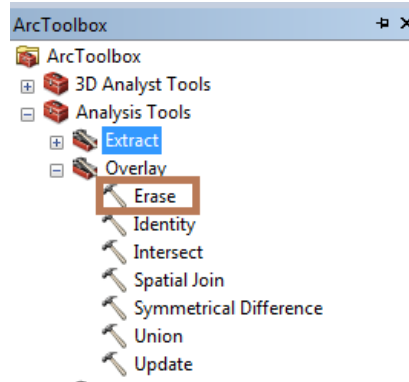 ArcToolbox
ArcToolbox
3D Analyst Tools
Analysis Tools
Extract
Overlay
Erase
Identity
Intersect
Spatial Join
Symmetrical Difference
Union
Update